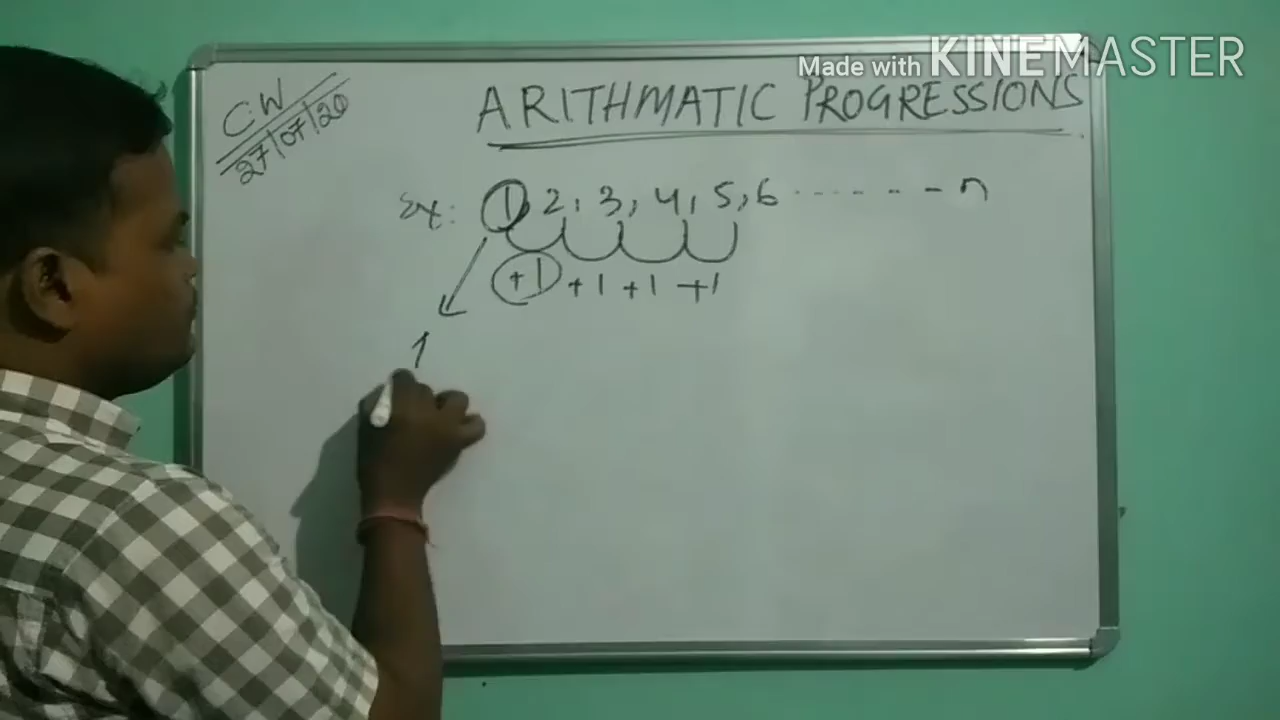 Made with KINEMASTER
CW
27/07/20
ARITHMATIC PROGRESSIONS
Ex: 1, 2, 3, 4, 5, 6 ------- n
+1 +1 +1 +1
1